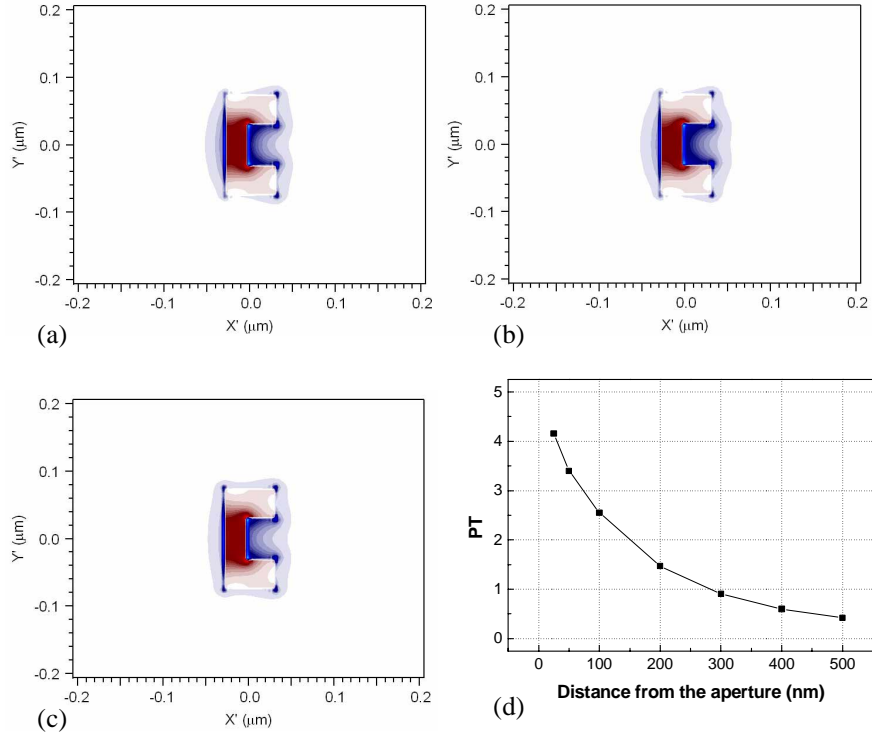 0.2
0.1
0.0
-0.1
-0.2
Y' (μm)
-0.2 -0.1 0.0 0.1 0.2
X' (μm)
(a)
0.2
0.1
0.0
-0.1
-0.2
Y' (μm)
-0.2 -0.1 0.0 0.1 0.2
X' (μm)
(b)
0.2
0.1
0.0
-0.1
-0.2
Y' (μm)
-0.2 -0.1 0.0 0.1 0.2
X' (μm)
(c)
5
4
3
2
1
0
PT
0 100 200 300 400 500
Distance from the aperture (nm)
(d)